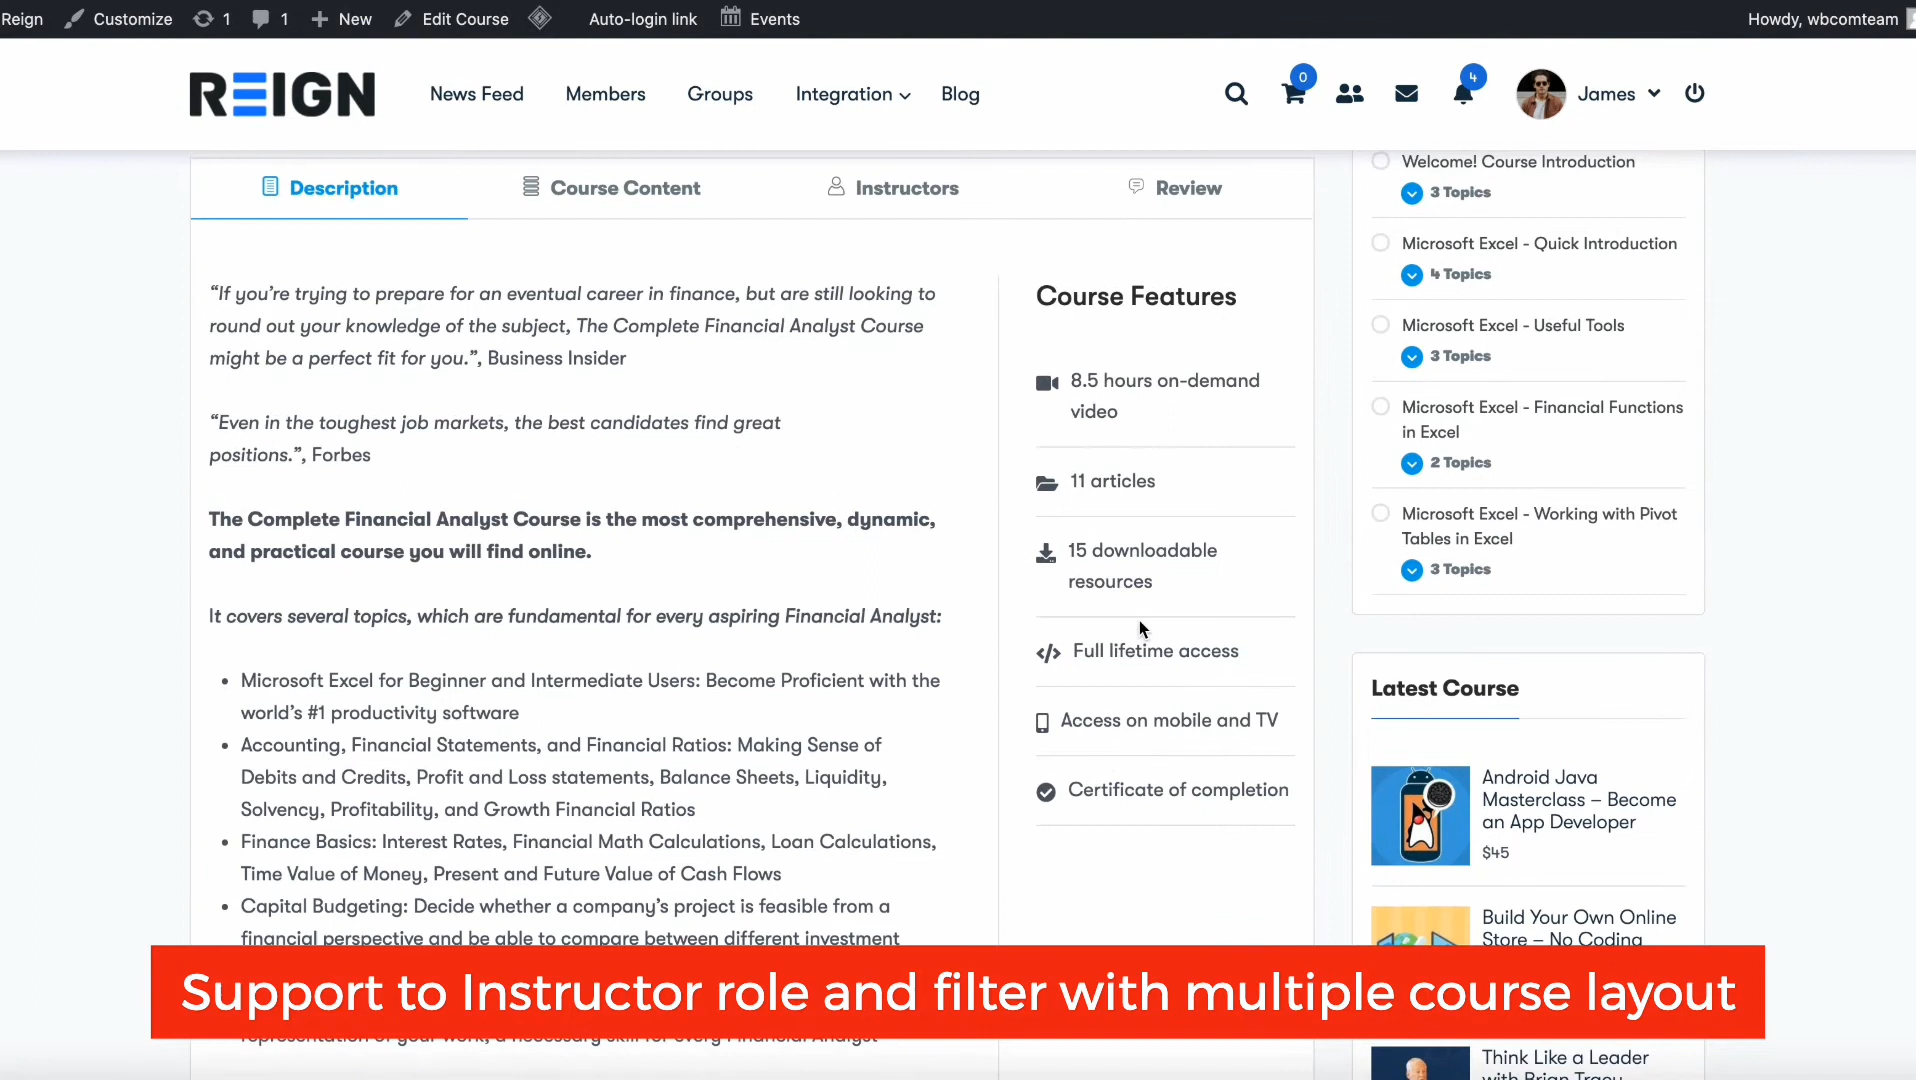 Reign Customize 1 1 New Edit Course Auto-login link Events Howdy, wbcomteam
REIGN News Feed Members Groups Integration Blog 0 4 James
Description Course Content Instructors Review
“If you’re trying to prepare for an eventual career in finance, but are still looking to
round out your knowledge of the subject, The Complete Financial Analyst Course
might be a perfect fit for you.”, Business Insider
“Even in the toughest job markets, the best candidates find great
positions.”, Forbes
The Complete Financial Analyst Course is the most comprehensive, dynamic,
and practical course you will find online.
It covers several topics, which are fundamental for every aspiring Financial Analyst:
• Microsoft Excel for Beginner and Intermediate Users: Become Proficient with the
world’s #1 productivity software
• Accounting, Financial Statements, and Financial Ratios: Making Sense of
Debits and Credits, Profit and Loss statements, Balance Sheets, Liquidity,
Solvency, Profitability, and Growth Financial Ratios
• Finance Basics: Interest Rates, Financial Math Calculations, Loan Calculations,
Time Value of Money, Present and Future Value of Cash Flows
• Capital Budgeting: Decide whether a company’s project is feasible from a
financial perspective and be able to compare between different investment
Course Features
8.5 hours on-demand
video
11 articles
15 downloadable
resources
Full lifetime access
Access on mobile and TV
Certificate of completion
Welcome! Course Introduction
3 Topics
Microsoft Excel - Quick Introduction
4 Topics
Microsoft Excel - Useful Tools
3 Topics
Microsoft Excel - Financial Functions
in Excel
2 Topics
Microsoft Excel - Working with Pivot
Tables in Excel
3 Topics
Latest Course
Android Java
Masterclass – Become
an App Developer
$45
Build Your Own Online
Store – No Coding
Support to Instructor role and filter with multiple course layout
Think Like a Leader
with Brian Tracy